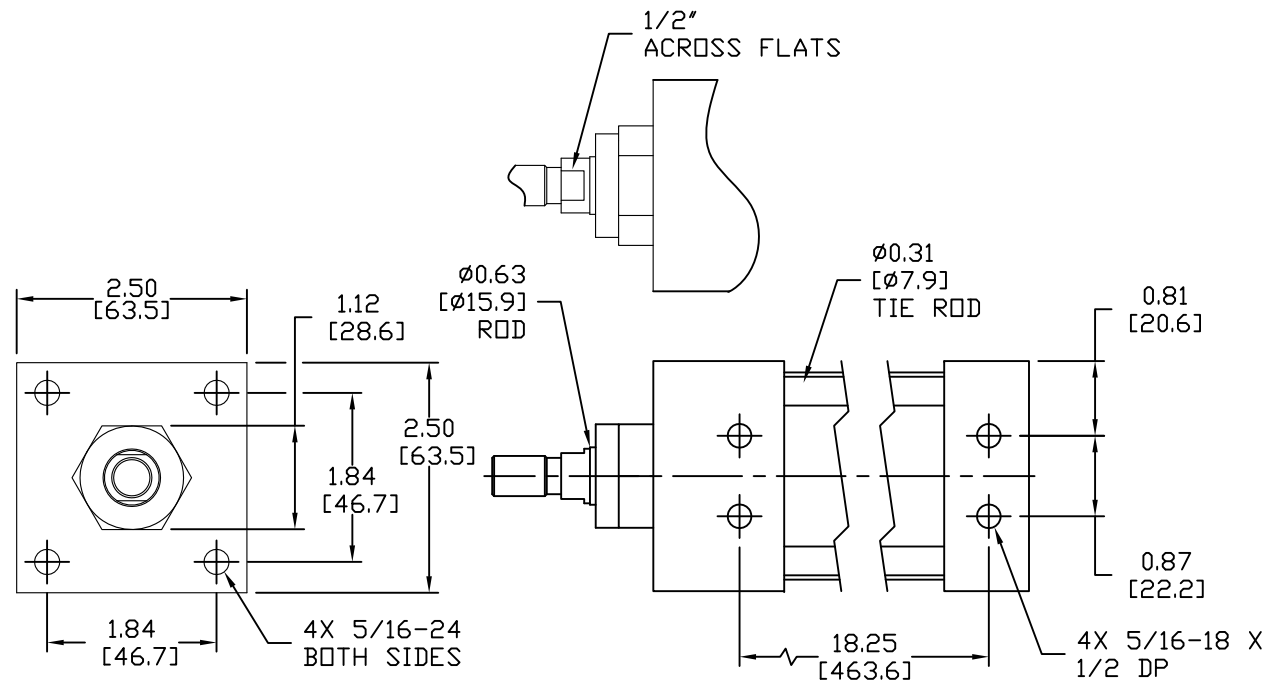 1/2"
ACROSS FLATS
Ø0.63
[Ø15.9]
ROD
Ø0.31
[Ø7.9]
TIE ROD
2.50
[63.5]
1.12
[28.6]
0.81
[20.6]
2.50
[63.5]
1.84
[46.7]
0.87
[22.2]
1.84
[46.7]
4X 5/16-24
BOTH SIDES
18.25
[463.6]
4X 5/16-18 X
1/2 DP